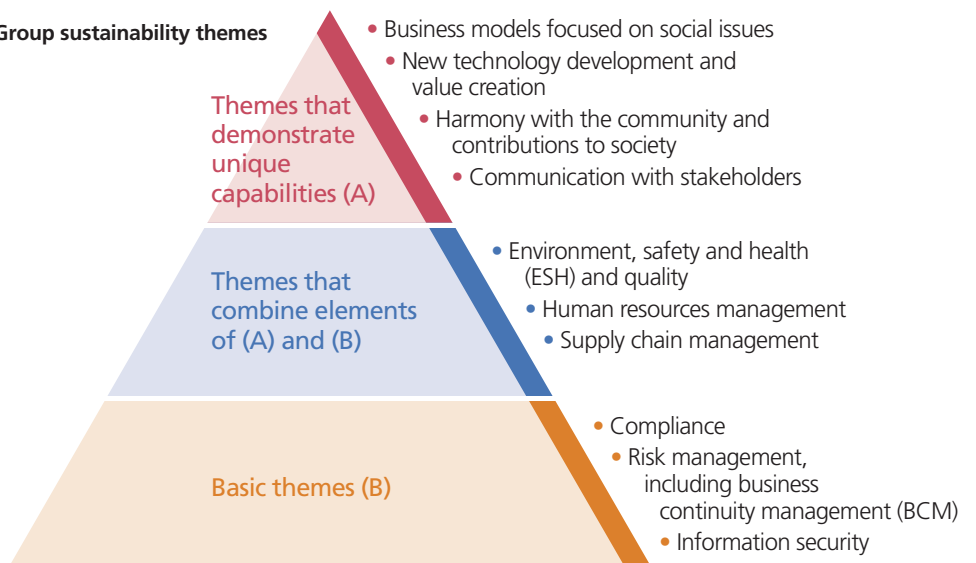 Group sustainability themes
• Business models focused on social issues
• New technology development and
value creation
• Harmony with the community and
contributions to society
• Communication with stakeholders
Themes that
demonstrate
unique
capabilities (A)
• Environment, safety and health
(ESH) and quality
• Human resources management
• Supply chain management
Themes that
combine elements
of (A) and (B)
• Compliance
• Risk management,
including business
continuity management (BCM)
• Information security
Basic themes (B)